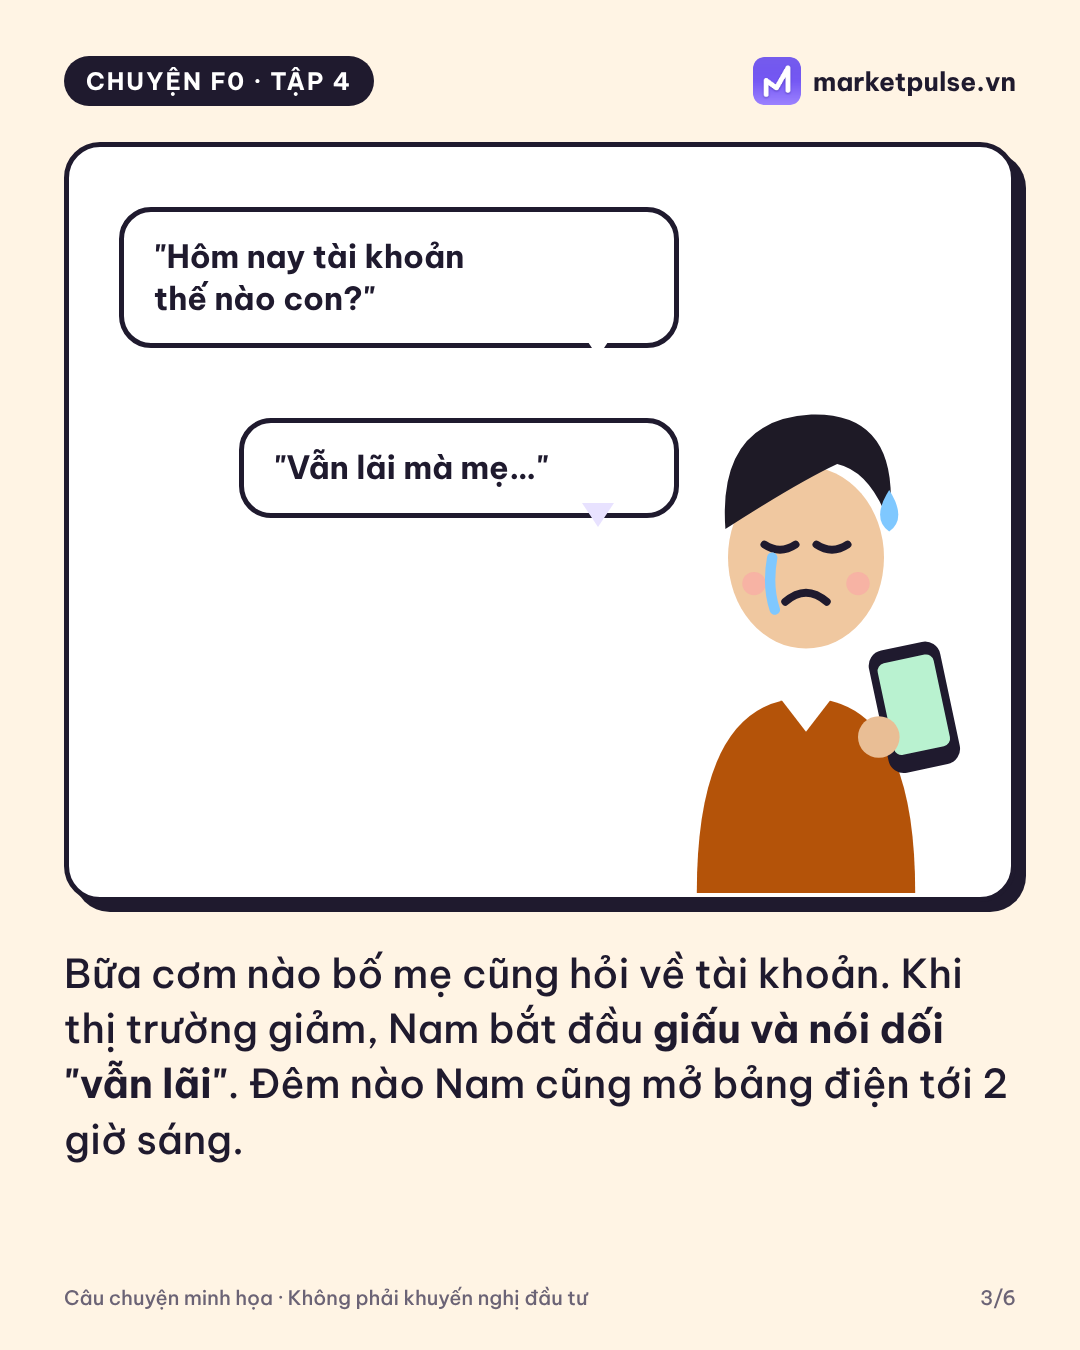 CHUYỆN F0 · TẬP 4
marketpulse.vn
"Hôm nay tài khoản
thế nào con?"
"Vẫn lãi mà mẹ..."
Bữa cơm nào bố mẹ cũng hỏi về tài khoản. Khi
thị trường giảm, Nam bắt đầu giấu và nói dối
"vẫn lãi". Đêm nào Nam cũng mở bảng điện tới 2
giờ sáng.
Câu chuyện minh họa · Không phải khuyến nghị đầu tư
3/6